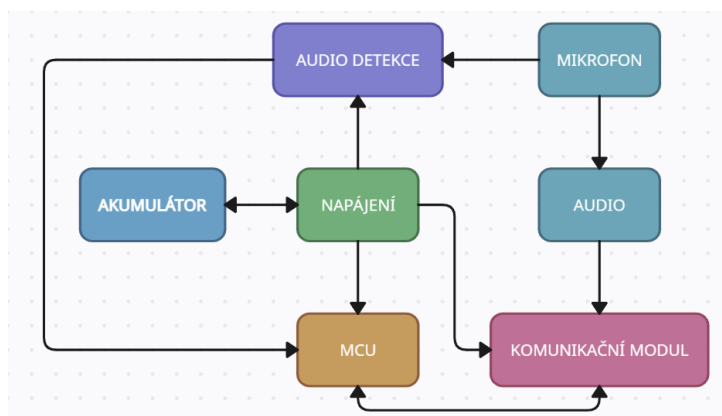 AUDIO DETEKCE
MIKROFON
AKUMULÁTOR
NAPÁJENÍ
AUDIO
MCU
KOMUNIKAČNÍ MODUL